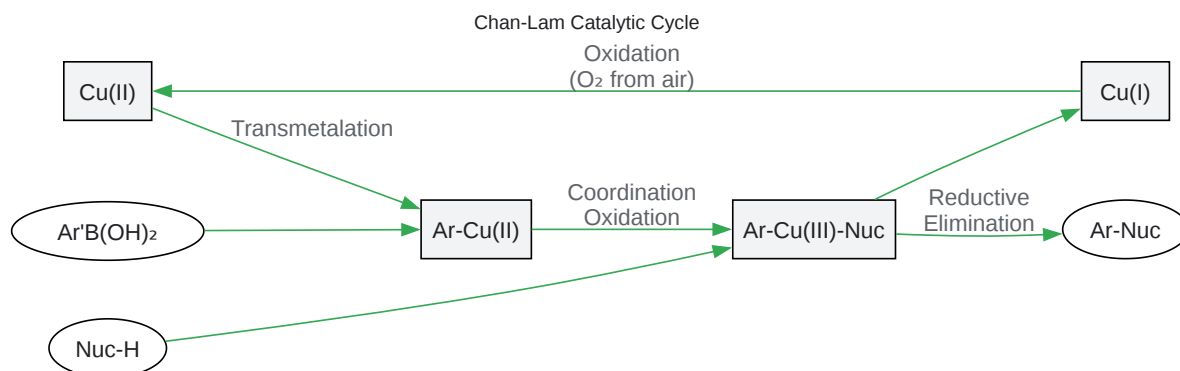 Chan-Lam Catalytic Cycle
Oxidation
(O₂ from air)
Cu(II)
Cu(I)
Transmetalation
Coordination
Oxidation
Reductive
Elimination
Ar'B(OH)₂
Ar-Cu(II)
Ar-Cu(III)-Nuc
Ar-Nuc
Nuc-H